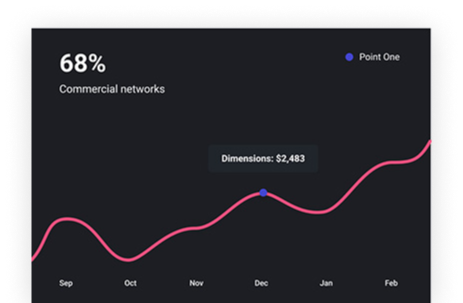 68%
Point One
Commercial networks
Dimensions: $2,483
Sep Oct Nov Dec Jan Feb